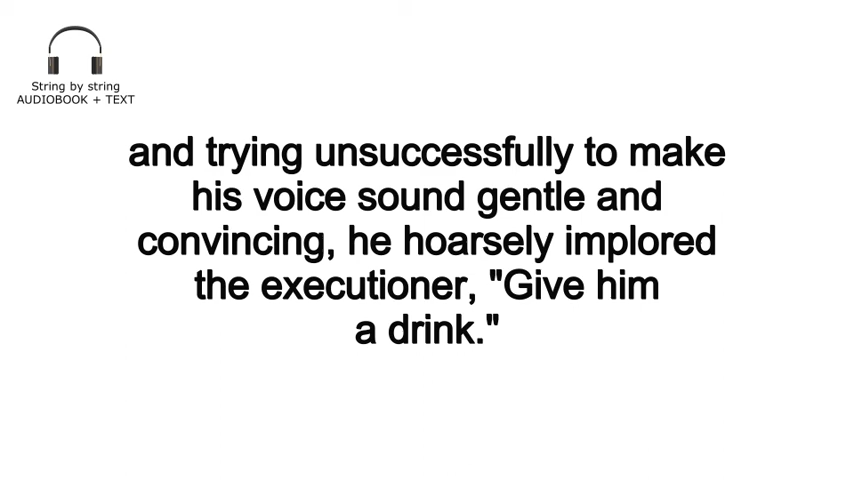 String by string
AUDIOBOOK + TEXT
and trying unsuccessfully to make
his voice sound gentle and
convincing, he hoarsely implored
the executioner, "Give him
a drink."